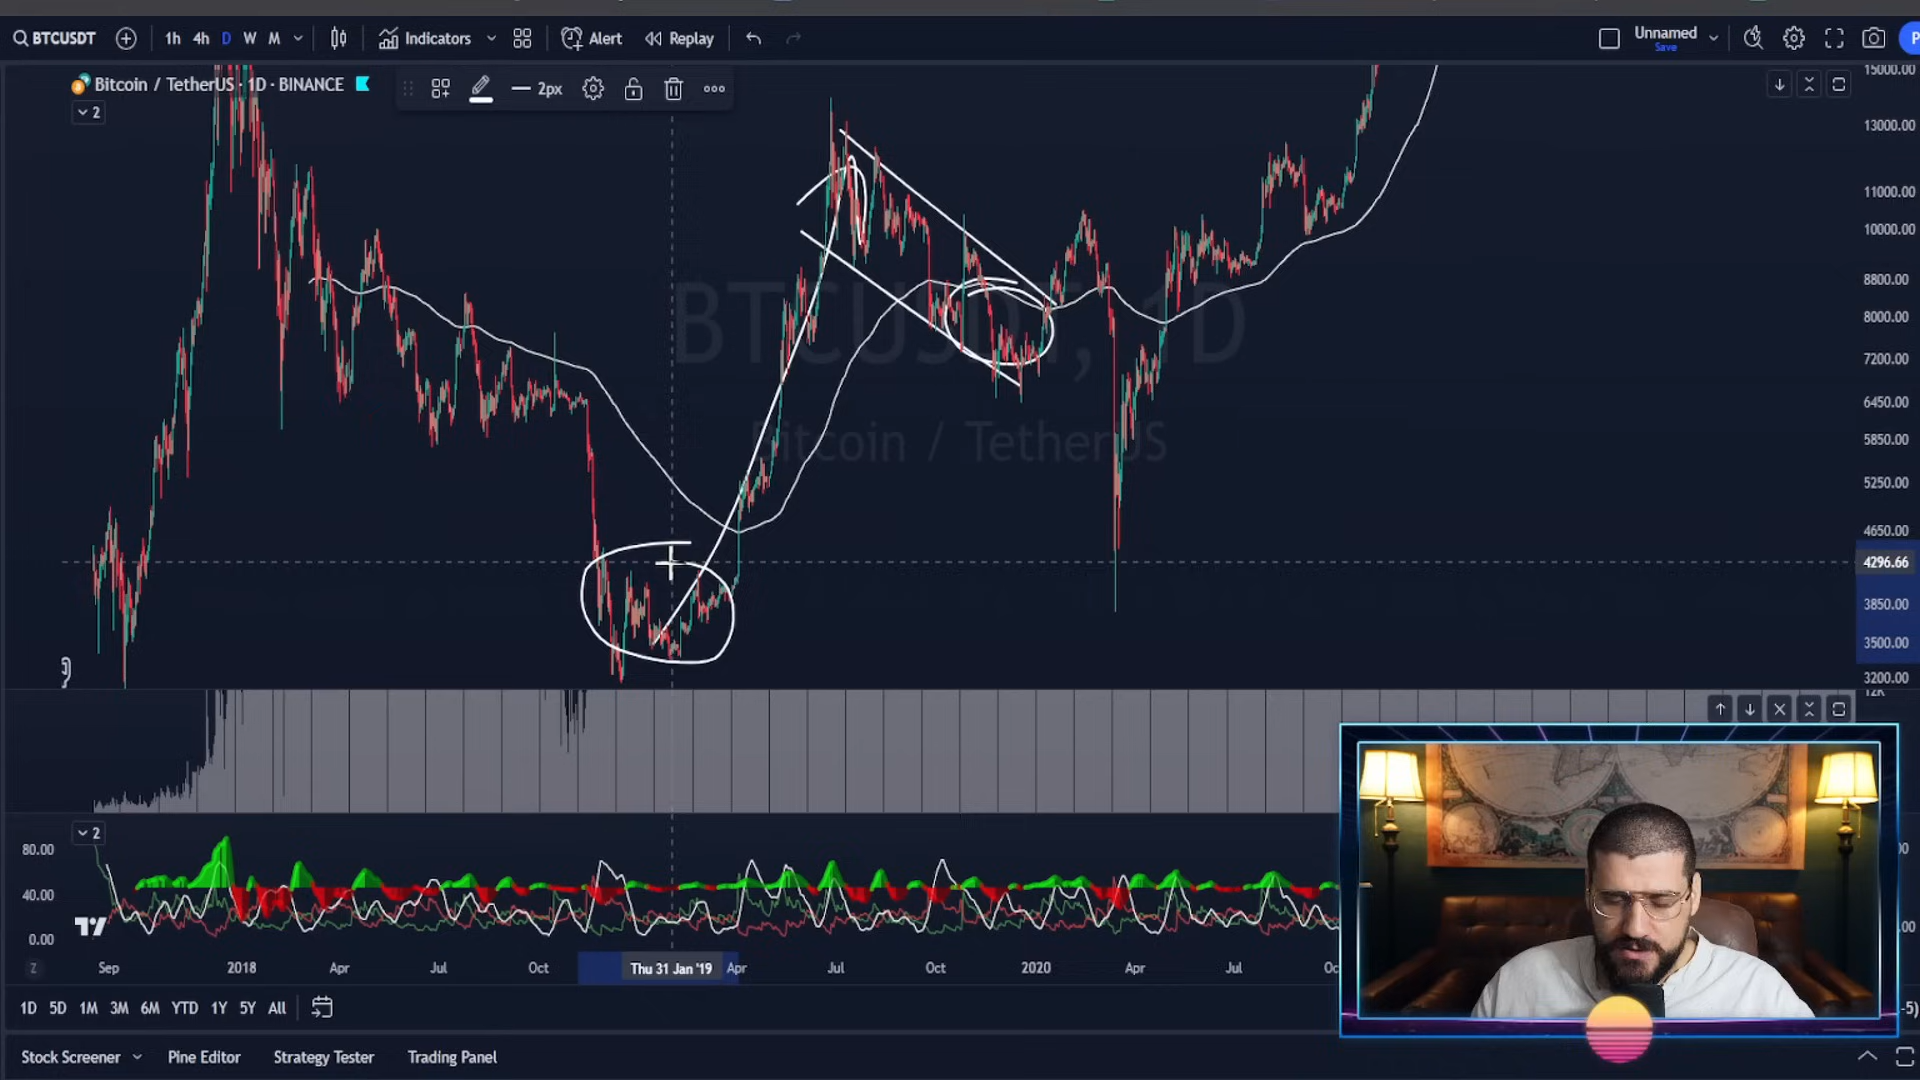 BTCUSDT 1h 4h D W M Indicators Alert Replay Unnamed
Save
Bitcoin / TetherUS · 1D · BINANCE 2px
2
15000.00
13000.00
11000.00
10000.00
8800.00
8000.00
7200.00
6450.00
5850.00
5250.00
4650.00
4296.66
3850.00
3500.00
3200.00
BTCUSDT, 1D
Bitcoin / TetherUS
12K
2
80.00
40.00
0.00
Sep 2018 Apr Jul Oct Thu 31 Jan '19 Apr Jul Oct 2020 Apr Jul
Z
1D 5D 1M 3M 6M YTD 1Y 5Y All
-5)
Stock Screener Pine Editor Strategy Tester Trading Panel